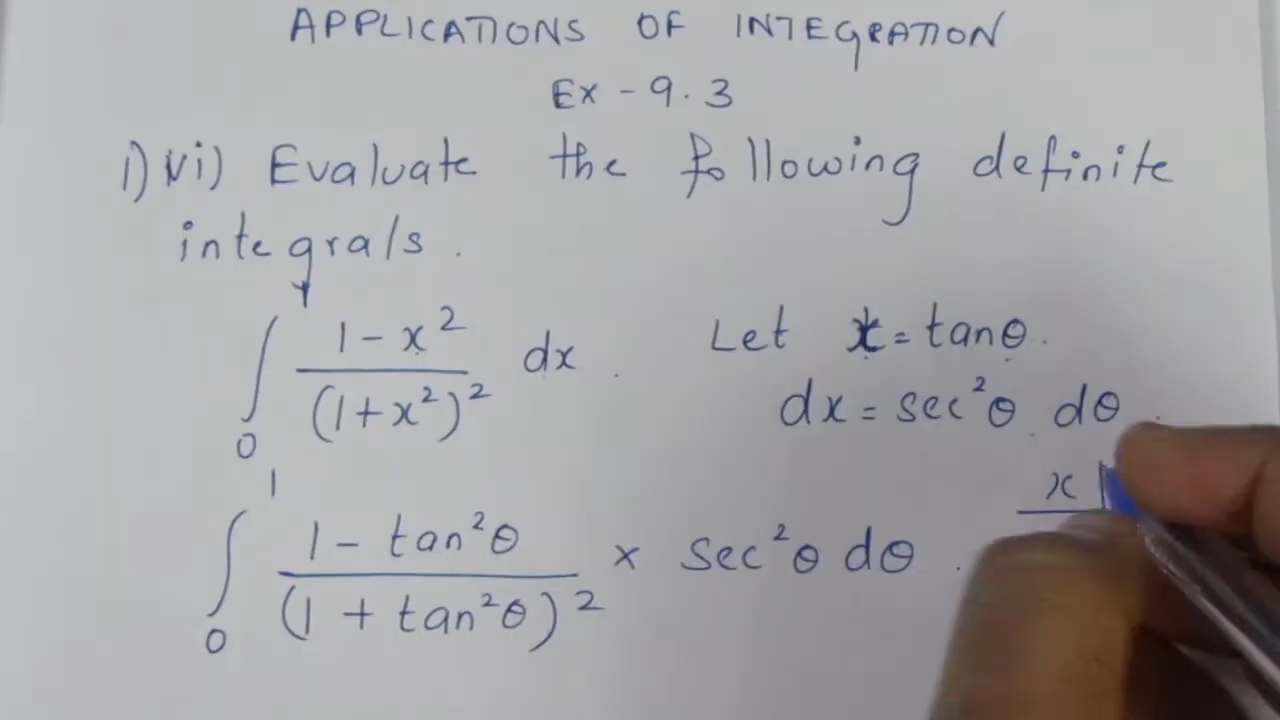 APPLICATIONS OF INTEGRATION
Ex - 9.3
1) vi) Evaluate the following definite
integrals.
∫₀¹ (1-x²)/(1+x²)² dx. Let x = tanθ.
dx = sec²θ dθ.
x
∫₀¹ (1 - tan²θ)/(1 + tan²θ)² × sec²θ dθ.